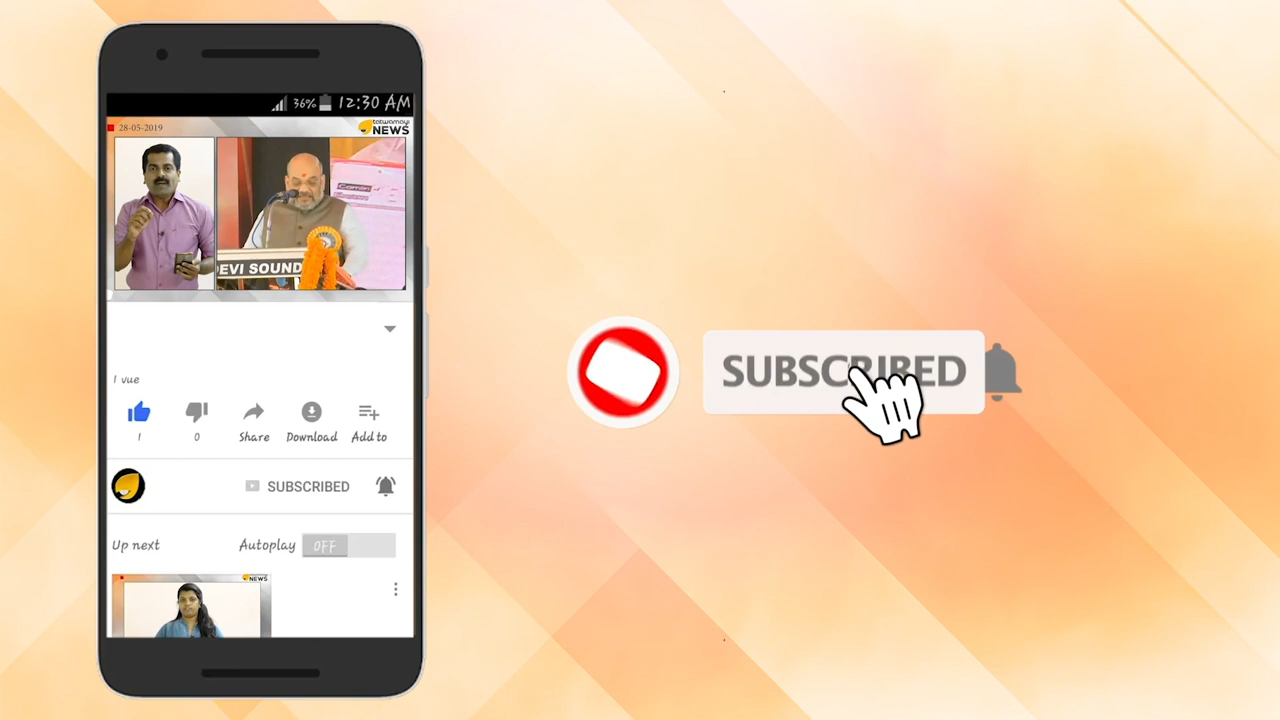 36% 12:30 AM
28-05-2019
tatwamayi
NEWS
DEVI SOUND
1 vue
1
0
Share
Download
Add to
SUBSCRIBED
Up next
Autoplay
OFF
NEWS
SUBSCRIBED